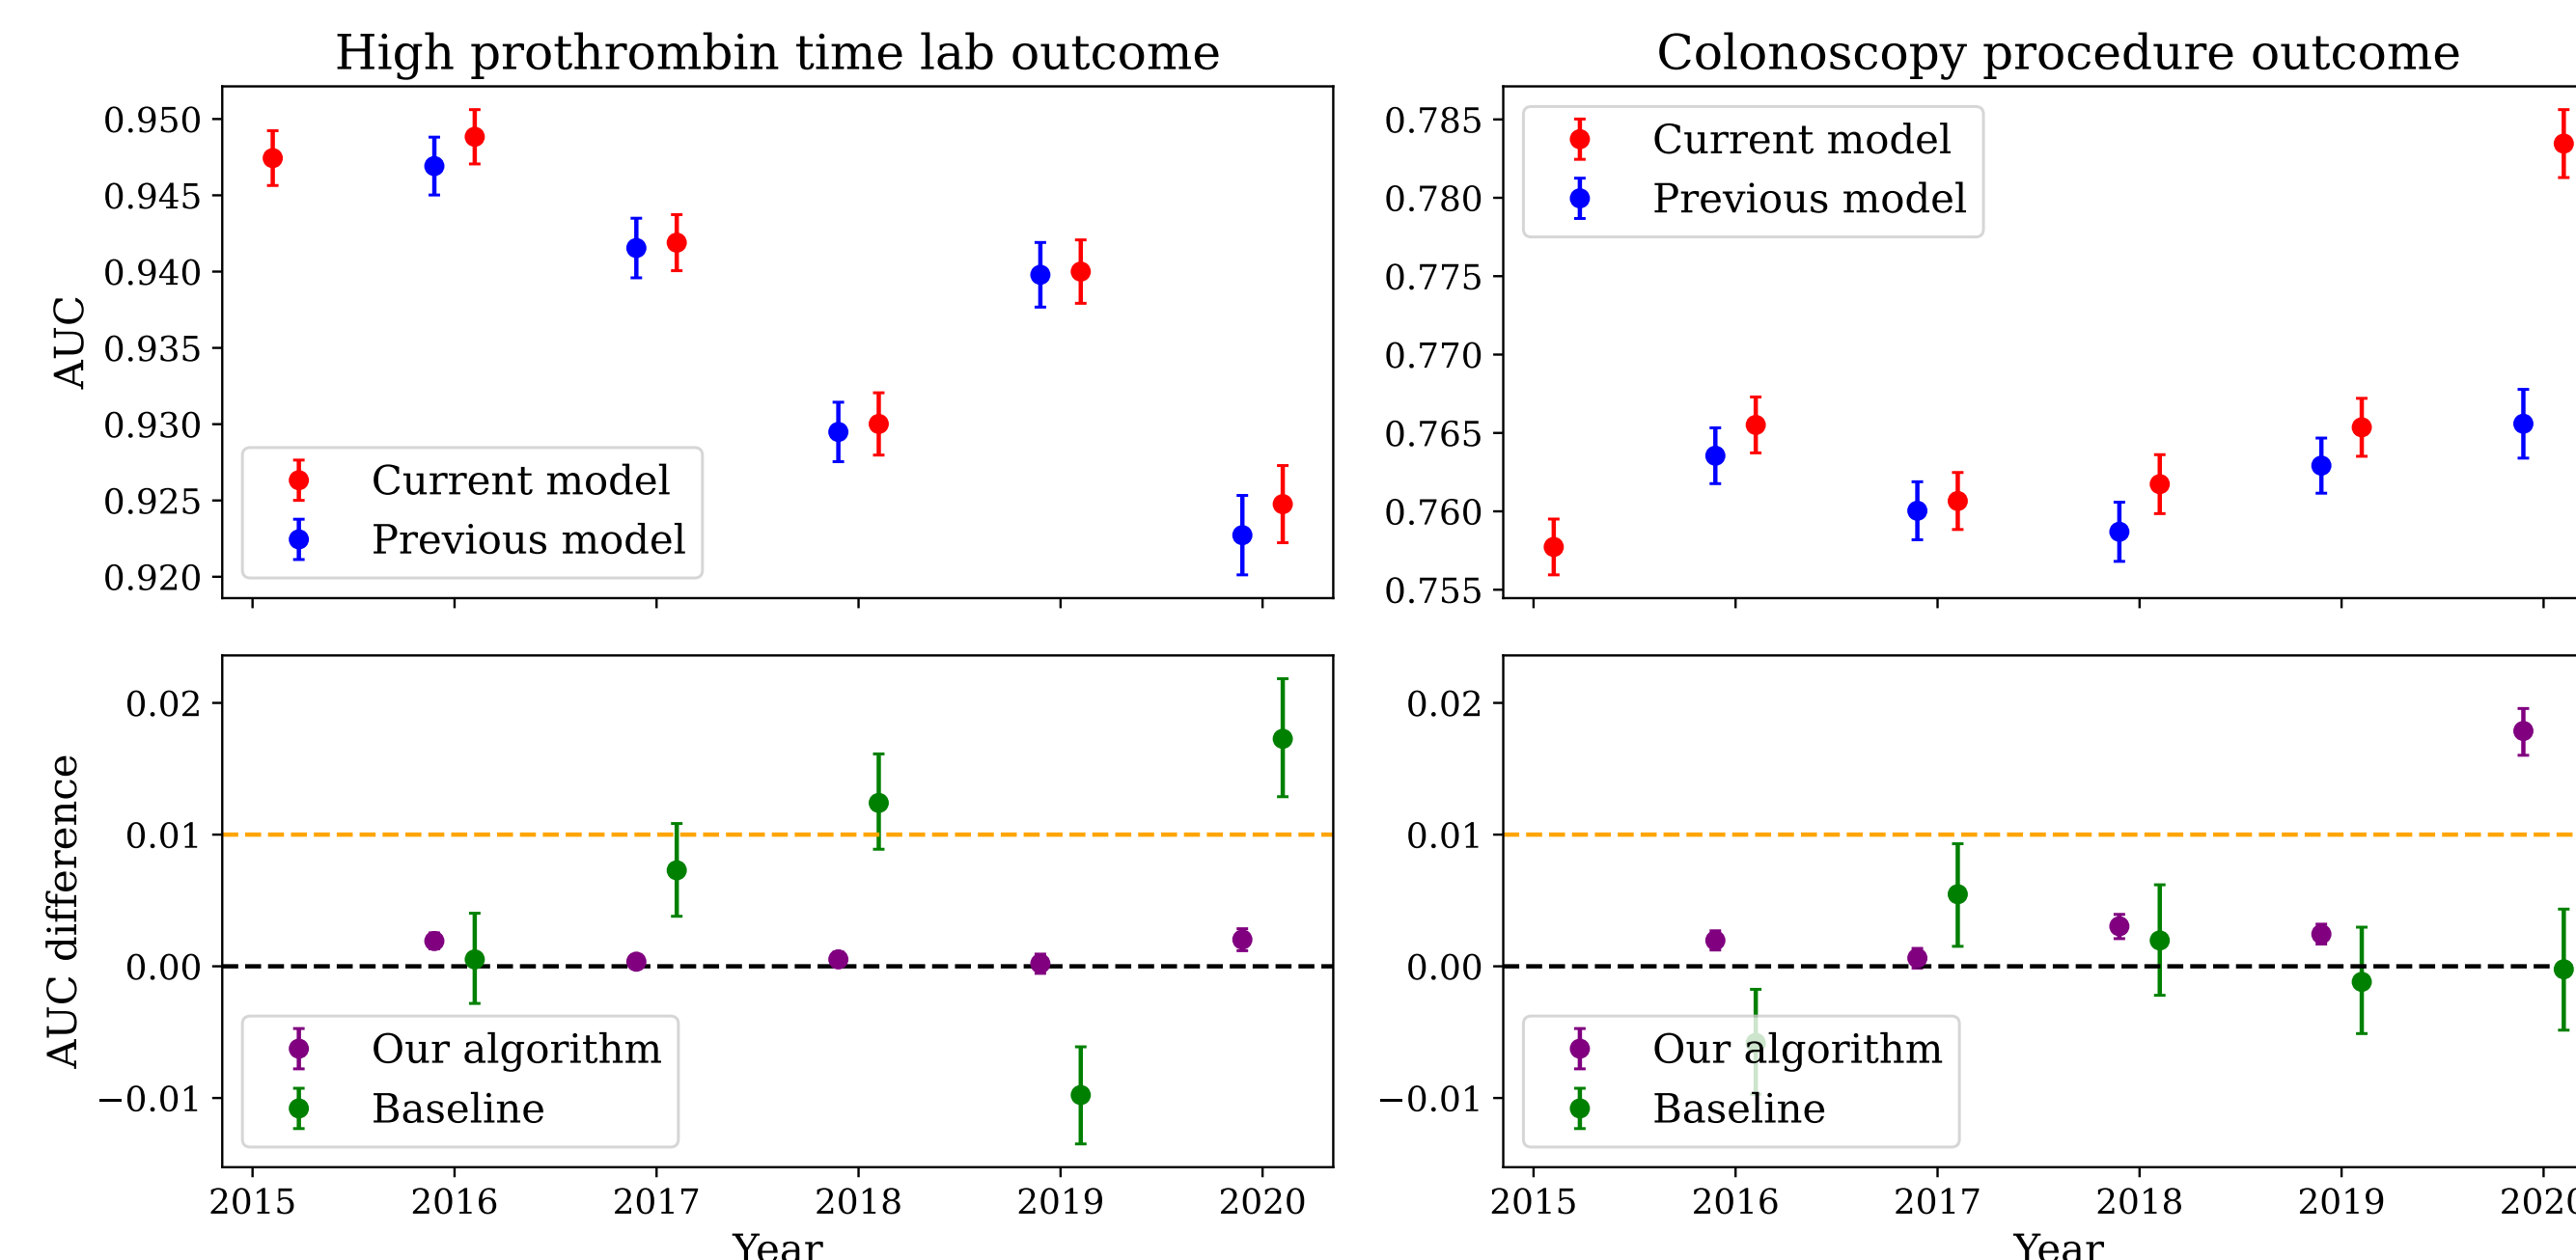 High prothrombin time lab outcome
AUC
0.950
0.945
0.940
0.935
0.930
0.925
0.920
Current model
Previous model
Colonoscopy procedure outcome
0.785
0.780
0.775
0.770
0.765
0.760
0.755
Current model
Previous model
AUC difference
0.02
0.01
0.00
−0.01
Our algorithm
Baseline
2015 2016 2017 2018 2019 2020
Year
0.02
0.01
0.00
−0.01
Our algorithm
Baseline
2015 2016 2017 2018 2019 2020
Year